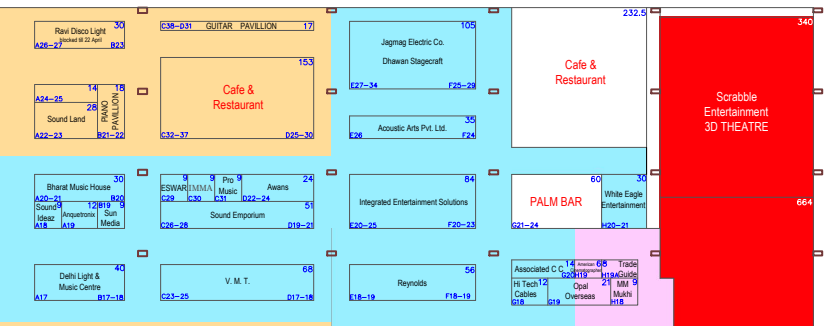 30
Ravi Disco Light
blocked till 22 April
A26-27 B23
C38-D31 GUITAR PAVILLION 17
153
Cafe &
Restaurant
C32-37 D25-30
105
Jagmag Electric Co.
Dhawan Stagecraft
E27-34 F25-29
232.5
Cafe &
Restaurant
340
Scrabble
Entertainment
3D THEATRE
664
14
A24-25
28
Sound Land
A22-23
18
PIANO
PAVILLION
B21-22
35
Acoustic Arts Pvt. Ltd.
E26 F24
30
Bharat Music House
A20-21 B20
9
ESWAR
C29
9
IMMA
C30
9
Pro
Music
C31
24
Awans
D22-24
84
Integrated Entertainment Solutions
E20-25 F20-23
60
PALM BAR
G21-24
30
White Eagle
Entertainment
H20-21
Sound 9
Ideaz
A18
12
Anquetronix
A19
B19 9
Sun
Media
51
Sound Emporium
C26-28 D19-21
40
Delhi Light &
Music Centre
A17 B17-18
68
V. M. T.
C23-25 D17-18
56
Reynolds
E18-19 F18-19
14
Associated C C
G20
American
H19
6
8
Trade
Guide
H19A
Hi Tech 12
Cables
G18
21
Opal
Overseas
G19
9
MM
Mukhi
H18